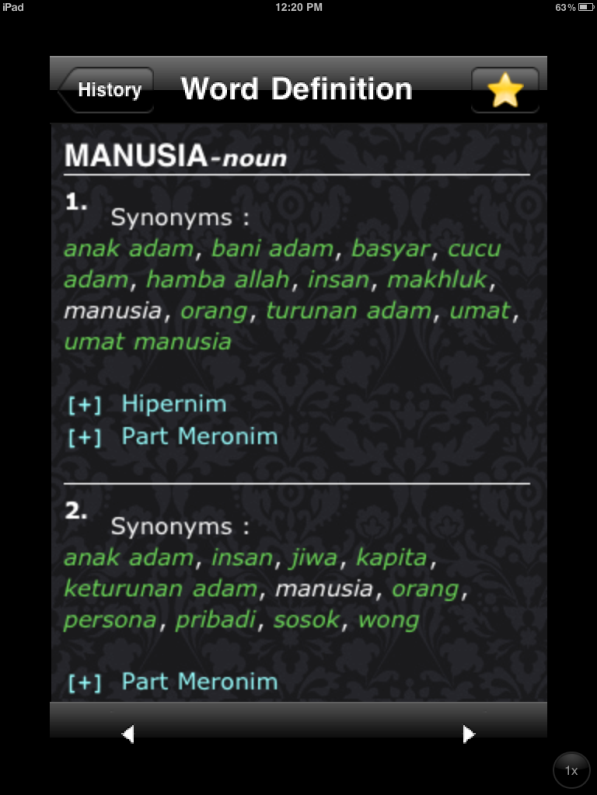 iPad 12:20 PM 63%
History Word Definition
MANUSIA-noun
1.
Synonyms :
anak adam, bani adam, basyar, cucu
adam, hamba allah, insan, makhluk,
manusia, orang, turunan adam, umat,
umat manusia
[+] Hipernim
[+] Part Meronim
2.
Synonyms :
anak adam, insan, jiwa, kapita,
keturunan adam, manusia, orang,
persona, pribadi, sosok, wong
[+] Part Meronim
1x